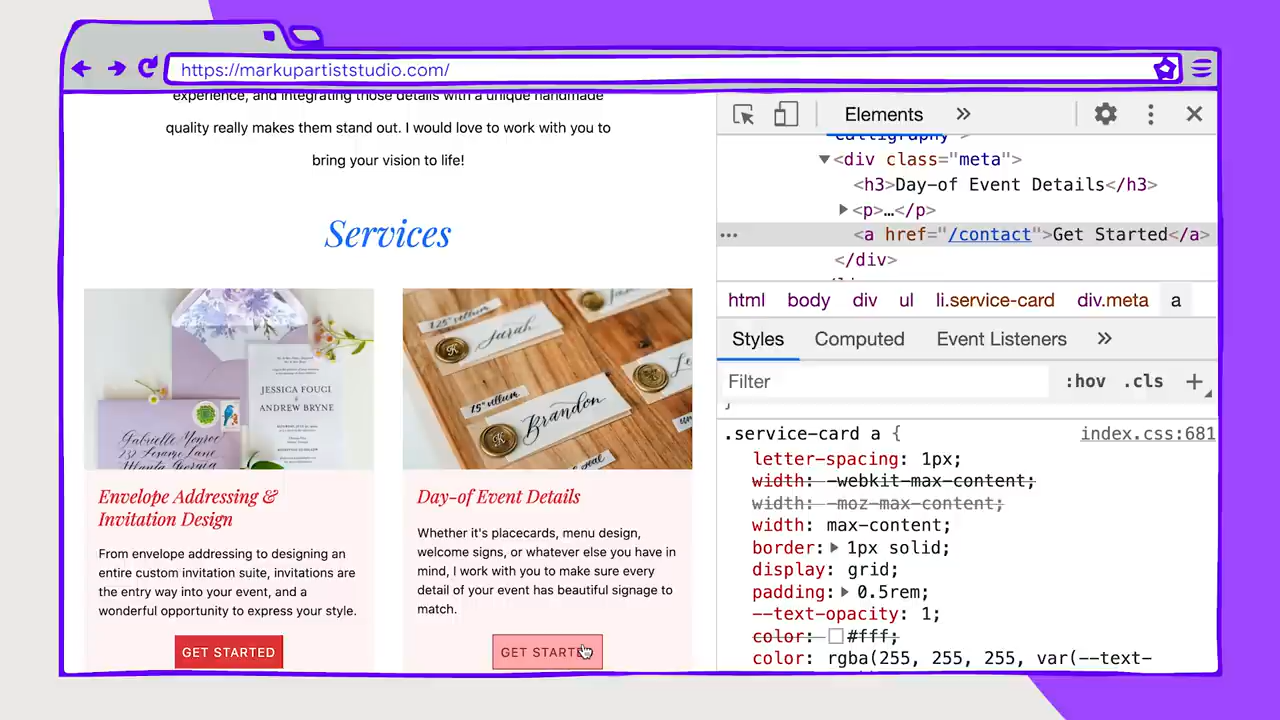 https://markupartiststudio.com/
experience, and integrating those details with a unique handmade
quality really makes them stand out. I would love to work with you to
bring your vision to life!
Services
JESSICA FOUCI
&
ANDREW BRYNE
1.25" vellum
Sarah
.75" vellum
Brandon
K
K
Envelope Addressing &
Invitation Design
From envelope addressing to designing an
entire custom invitation suite, invitations are
the entry way into your event, and a
wonderful opportunity to express your style.
GET STARTED
Day-of Event Details
Whether it's placecards, menu design,
welcome signs, or whatever else you have in
mind, I work with you to make sure every
detail of your event has beautiful signage to
match.
GET STARTED
Elements »
calligraphy
<div class="meta">
<h3>Day-of Event Details</h3>
<p>…</p>
<a href="/contact">Get Started</a>
</div>
html body div ul li.service-card div.meta a
Styles Computed Event Listeners »
Filter :hov .cls +
}
.service-card a { index.css:681
letter-spacing: 1px;
width: -webkit-max-content;
width: -moz-max-content;
width: max-content;
border: 1px solid;
display: grid;
padding: 0.5rem;
--text-opacity: 1;
color: #fff;
color: rgba(255, 255, 255, var(--text-